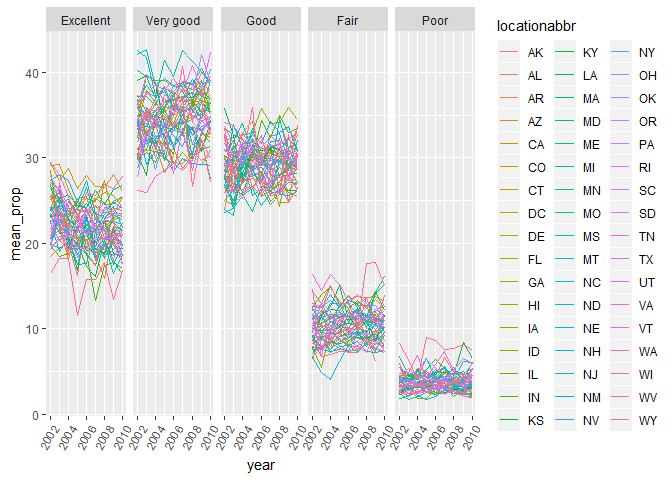 Excellent Very good Good Fair Poor
mean_prop
40
30
20
10
0
2002 2004 2006 2008 2010 2002 2004 2006 2008 2010 2002 2004 2006 2008 2010 2002 2004 2006 2008 2010 2002 2004 2006 2008 2010
year
locationabbr
AK KY NY
AL LA OH
AR MA OK
AZ MD OR
CA ME PA
CO MI RI
CT MN SC
DC MO SD
DE MS TN
FL MT TX
GA NC UT
HI ND VA
IA NE VT
ID NH WA
IL NJ WI
IN NM WV
KS NV WY